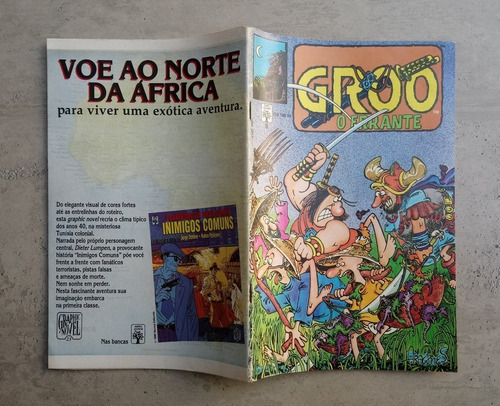 VOE AO NORTE
DA ÁFRICA
para viver uma exótica aventura.
Do elegante visual de cores fortes
até as entrelinhas do roteiro,
esta graphic novel recria o clima típico
dos anos 40, na misteriosa
Tunísia colonial.
Narrada pelo próprio personagem
central, Dieter Lumpen, a provocante
história "Inimigos Comuns" põe você
frente a frente com fanáticos
terroristas, pistas falsas
e ameaças de morte.
Nem sonhe em perder.
Nesta fascinante aventura sua
imaginação embarca
na primeira classe.
INIMIGOS COMUNS
GRAPHIC
NOVEL
Nas bancas
GROO
O ERRANTE